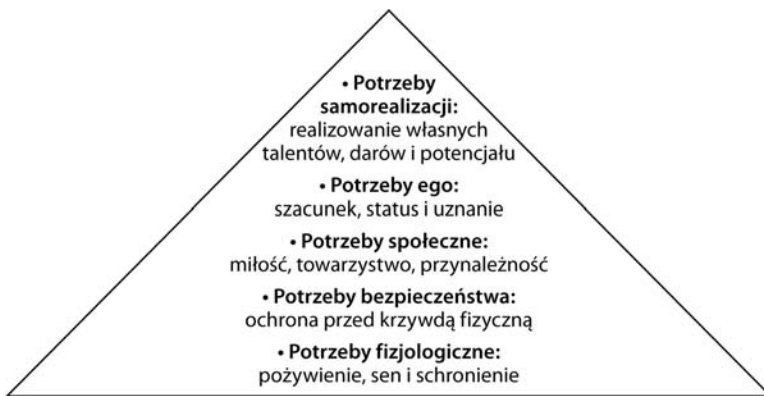 • Potrzeby
samorealizacji:
realizowanie własnych
talentów, darów i potencjału
• Potrzeby ego:
szacunek, status i uznanie
• Potrzeby społeczne:
miłość, towarzystwo, przynależność
• Potrzeby bezpieczeństwa:
ochrona przed krzywdą fizyczną
• Potrzeby fizjologiczne:
pożywienie, sen i schronienie